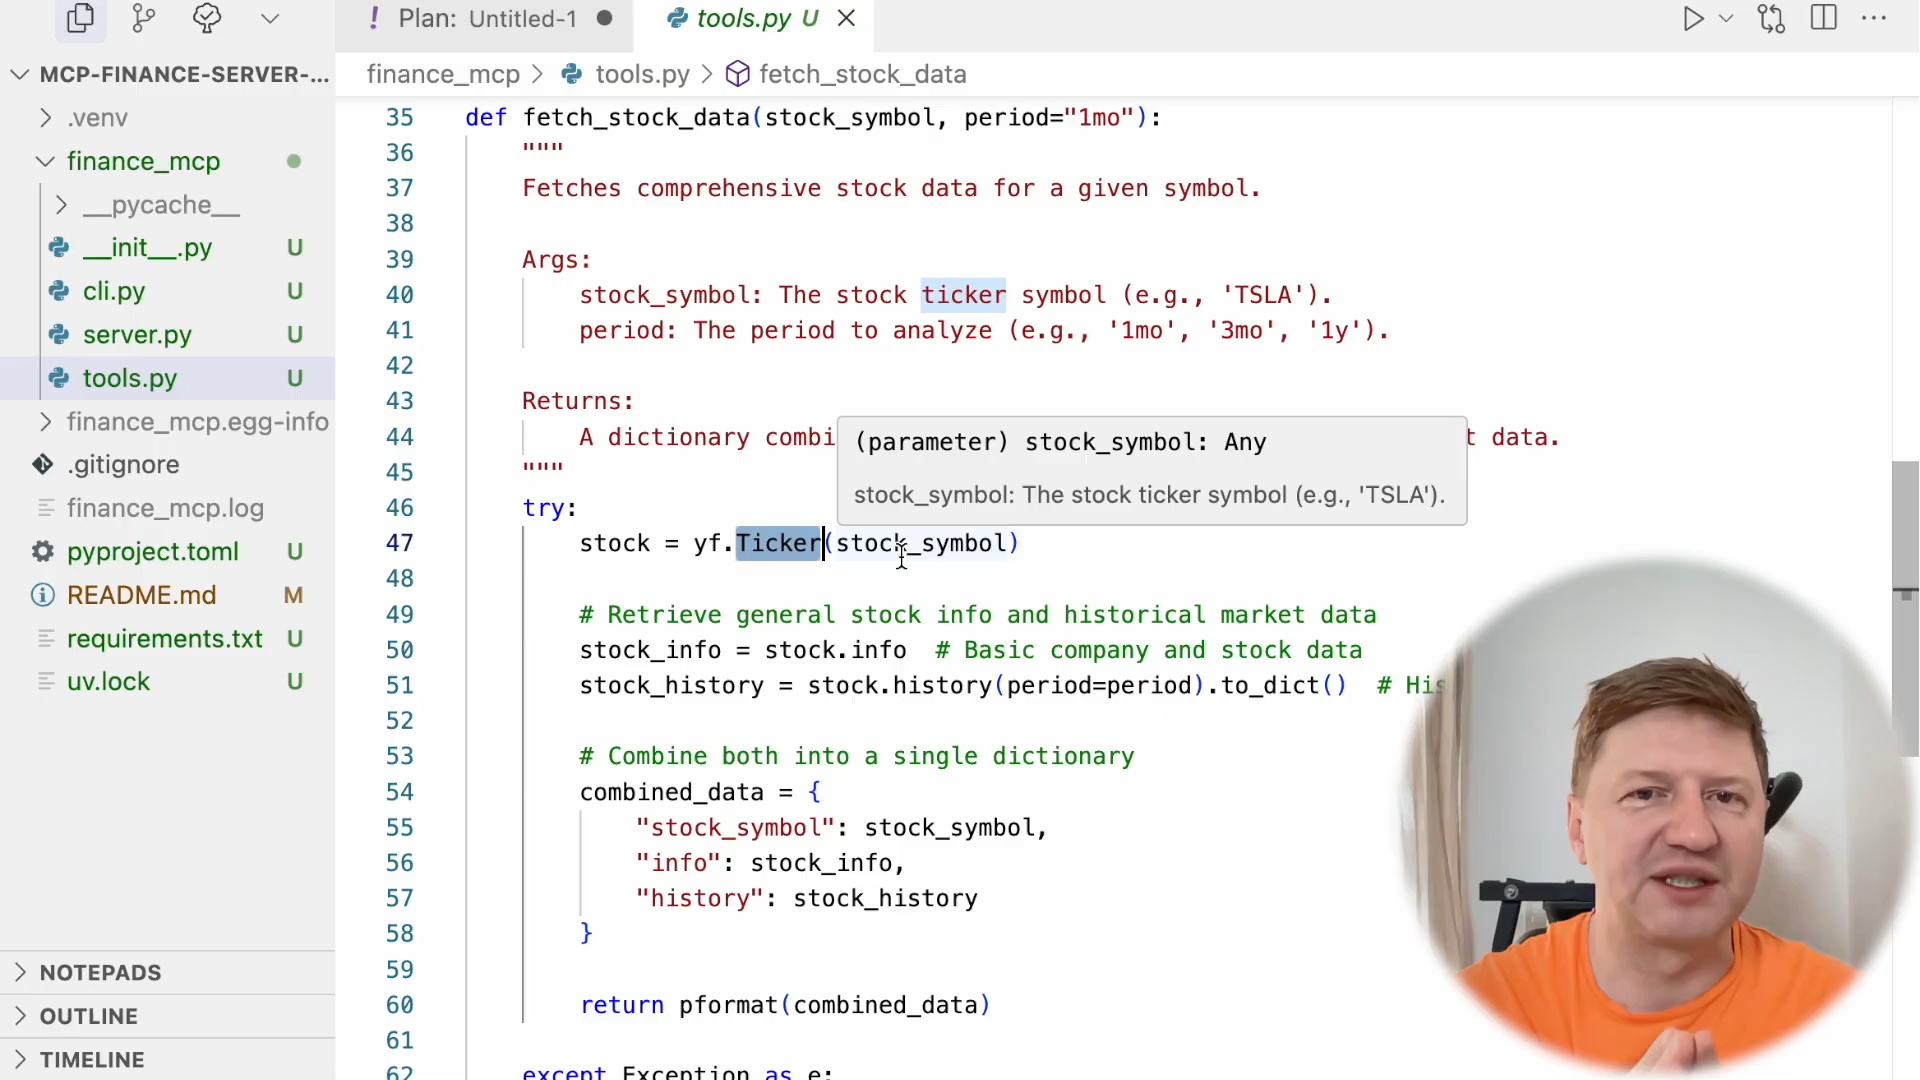 Plan: Untitled-1
tools.py U
MCP-FINANCE-SERVER-...
.venv
finance_mcp
__pycache__
__init__.py U
cli.py U
server.py U
tools.py U
finance_mcp.egg-info
.gitignore
finance_mcp.log
pyproject.toml U
README.md M
requirements.txt U
uv.lock U
NOTEPADS
OUTLINE
TIMELINE
finance_mcp > tools.py > fetch_stock_data
35 def fetch_stock_data(stock_symbol, period="1mo"):
36 """
37 Fetches comprehensive stock data for a given symbol.
38
39 Args:
40 stock_symbol: The stock ticker symbol (e.g., 'TSLA').
41 period: The period to analyze (e.g., '1mo', '3mo', '1y').
42
43 Returns:
44 A dictionary combi t data.
(parameter) stock_symbol: Any
stock_symbol: The stock ticker symbol (e.g., 'TSLA').
45 """
46 try:
47 stock = yf.Ticker(stock_symbol)
48
49 # Retrieve general stock info and historical market data
50 stock_info = stock.info # Basic company and stock data
51 stock_history = stock.history(period=period).to_dict() # His
52
53 # Combine both into a single dictionary
54 combined_data = {
55 "stock_symbol": stock_symbol,
56 "info": stock_info,
57 "history": stock_history
58 }
59
60 return pformat(combined_data)
61
62 except Exception as e: